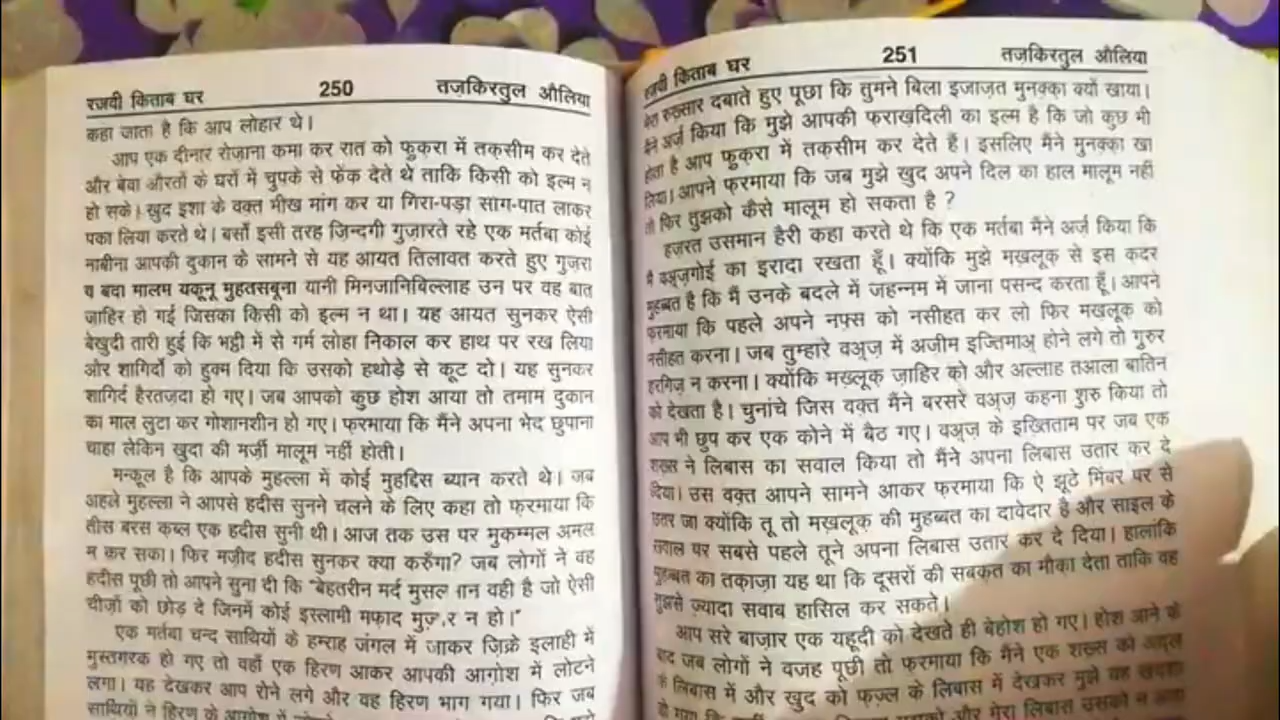 रज़वी किताब घर 250 तज़किरतुल औलिया
कहा जाता है कि आप लोहार थे।
आप एक दीनार रोज़ाना कमा कर रात को फ़ुक़रा में तक़सीम कर देते
और बेवा औरतों के घरों में चुपके से फेंक देते थे ताकि किसी को इल्म न
हो सके। खुद इशा के वक़्त भीख मांग कर या गिरा-पड़ा साग-पात लाकर
पका लिया करते थे। बर्सों इसी तरह ज़िन्दगी गुज़ारते रहे एक मर्तबा कोई
नाबीना आपकी दुकान के सामने से यह आयत तिलावत करते हुए गुज़रा
व बदा मालम यकूनू मुहतसबूना यानी मिनजानिबिल्लाह उन पर वह बात
ज़ाहिर हो गई जिसका किसी को इल्म न था। यह आयत सुनकर ऐसी
बेखुदी तारी हुई कि भट्टी में से गर्म लोहा निकाल कर हाथ पर रख लिया
और शागिर्दों को हुक्म दिया कि उसको हथोड़े से कूट दो। यह सुनकर
शागिर्द हैरतज़दा हो गए। जब आपको कुछ होश आया तो तमाम दुकान
का माल लुटा कर गोशानशीन हो गए। फ़रमाया कि मैंने अपना भेद छुपाना
चाहा लेकिन खुदा की मर्ज़ी मालूम नहीं होती।
मन्क़ूल है कि आपके मुहल्ला में कोई मुहद्दिस ब्यान करते थे। जब
अहले मुहल्ला ने आपसे हदीस सुनने चलने के लिए कहा तो फ़रमाया कि
तीस बरस क़ब्ल एक हदीस सुनी थी। आज तक उस पर मुकम्मल अमल
न कर सका। फिर मज़ीद हदीस सुनकर क्या करुँगा? जब लोगों ने वह
हदीस पूछी तो आपने सुना दी कि "बेहतरीन मर्द मुसल ान वही है जो ऐसी
चीज़ों को छोड़ दे जिनमें कोई इस्लामी मफ़ाद मुज़्.र न हो।"
एक मर्तबा चन्द साथियों के हमराह जंगल में जाकर ज़िक्रे इलाही में
मुस्तगरक हो गए तो वहाँ एक हिरण आकर आपकी आग़ोश में लोटने
लगा। यह देखकर आप रोने लगे और वह हिरण भाग गया। फिर जब
साथियों ने हिरण के आगोश में
रज़वी किताब घर 251 तज़किरतुल औलिया
रुख़्सार दबाते हुए पूछा कि तुमने बिला इजाज़त मुनक़्क़ा क्यों खाया।
मैंने अर्ज़ किया कि मुझे आपकी फ़राख़दिली का इल्म है कि जो कुछ भी
होता है आप फ़ुक़रा में तक़सीम कर देते हैं। इसलिए मैंने मुनक़्क़ा खा
लिया। आपने फ़रमाया कि जब मुझे खुद अपने दिल का हाल मालूम नहीं
तो फिर तुझको कैसे मालूम हो सकता है ?
हज़रत उसमान हैरी कहा करते थे कि एक मर्तबा मैंने अर्ज़ किया कि
मैं वअ़ज़गोई का इरादा रखता हूँ। क्योंकि मुझे मख़लूक़ से इस क़दर
मुहब्बत है कि मैं उनके बदले में जहन्नम में जाना पसन्द करता हूँ। आपने
फ़रमाया कि पहले अपने नफ़्स को नसीहत कर लो फिर मख़लूक़ को
नसीहत करना। जब तुम्हारे वअ़ज़ में अजीम इज्तिमाअ़ होने लगे तो गुरुर
हरगिज़ न करना। क्योंकि मख़्लूक़ ज़ाहिर को और अल्लाह तआला बातिन
को देखता है। चुनांचे जिस वक़्त मैंने बरसरे वअ़ज़ कहना शुरु किया तो
आप भी छुप कर एक कोने में बैठ गए। वअ़ज़ के इख्तिताम पर जब एक
शख़्स ने लिबास का सवाल किया तो मैंने अपना लिबास उतार कर दे
दिया। उस वक़्त आपने सामने आकर फ़रमाया कि ऐ झूठे मिंबर पर से
उतर जा क्योंकि तू तो मख़लूक़ की मुहब्बत का दावेदार है और साइल के
सवाल पर सबसे पहले तूने अपना लिबास उतार कर दे दिया। हालांकि
मुहब्बत का तक़ाज़ा यह था कि दूसरों की सबक़त का मौक़ा देता ताकि वह
तुझसे ज़्यादा सवाब हासिल कर सकते।
आप सरे बाज़ार एक यहूदी को देखते ही बेहोश हो गए। होश आने के
बाद जब लोगों ने वजह पूछी तो फ़रमाया कि मैंने एक शख़्स को अद्ल
के लिबास में और खुद को फ़ज़्ल के लिबास में देखकर मुझे यह ख़दशा
हो गया कि और मेरा लिबास उसको न